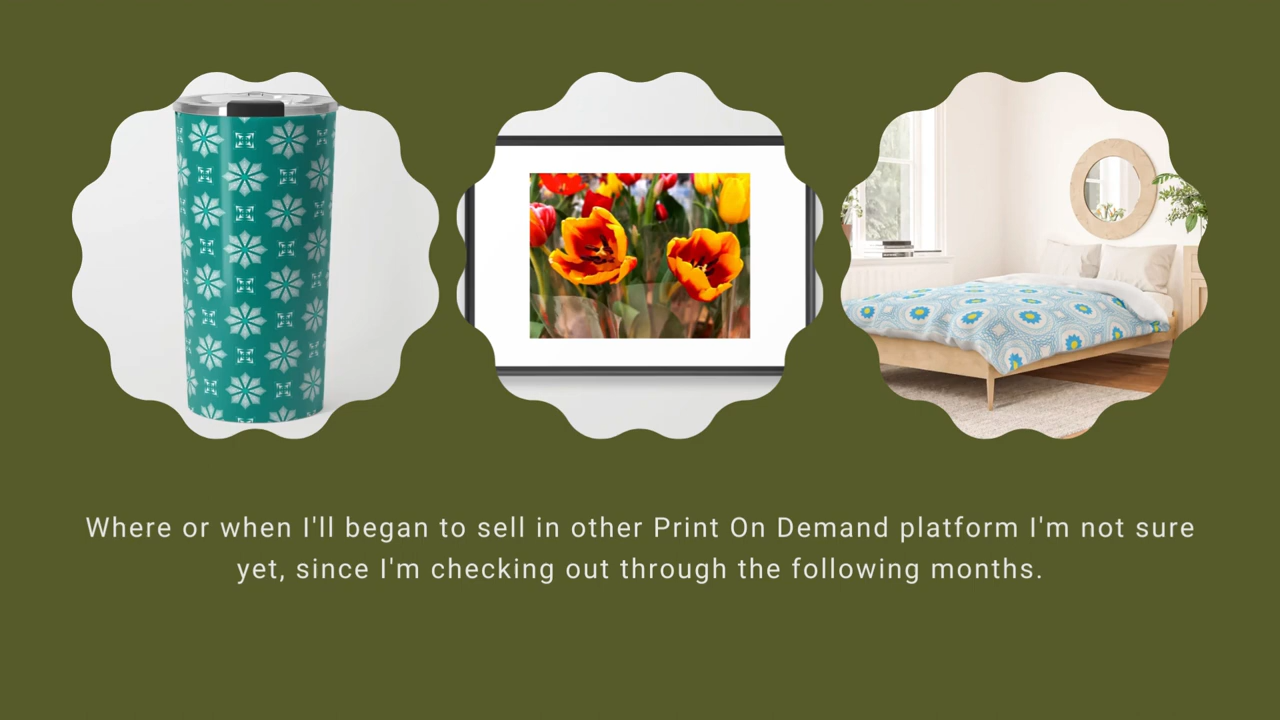 Where or when I'll began to sell in other Print On Demand platform I'm not sure
yet, since I'm checking out through the following months.